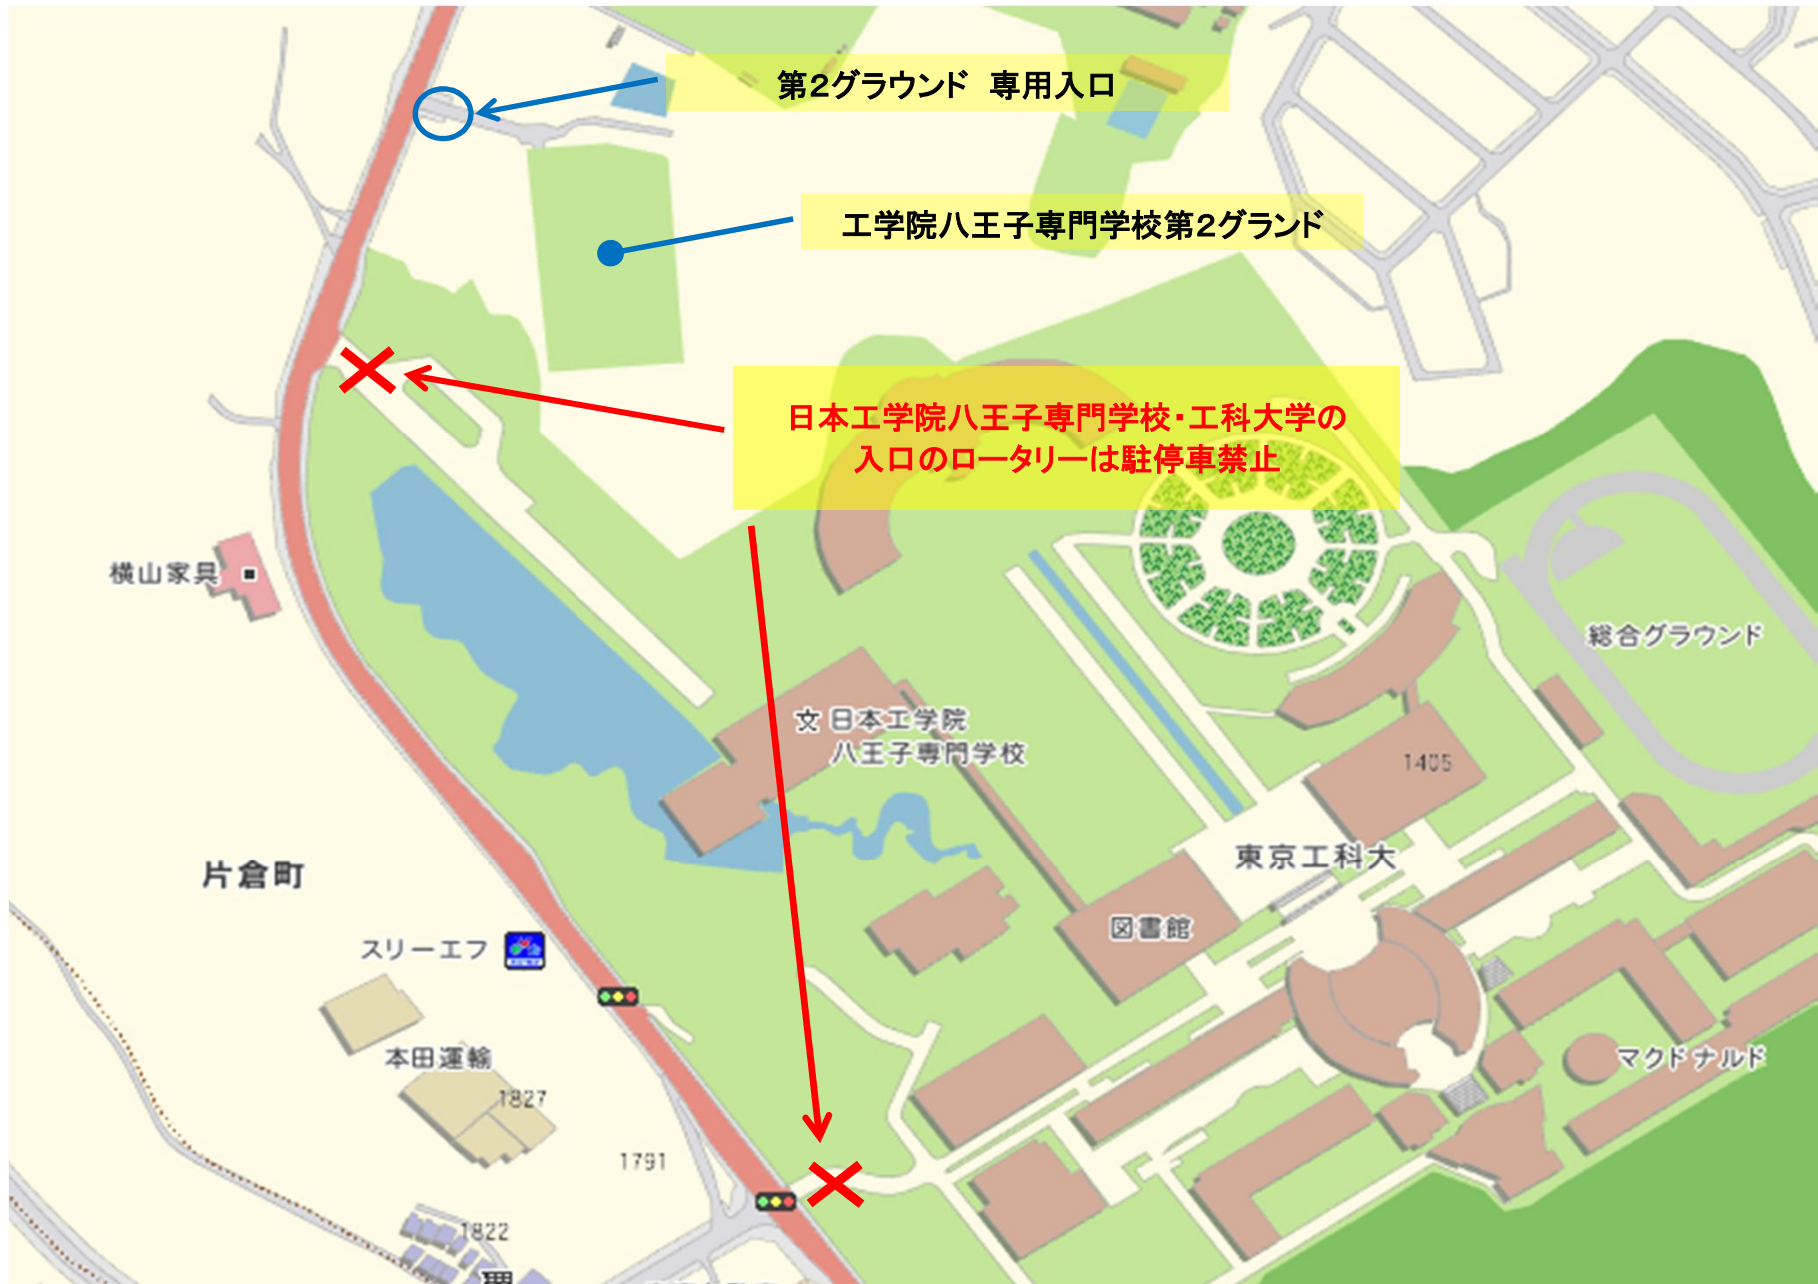 第2グラウンド 専用入口
工学院八王子専門学校第2グランド
日本工学院八王子専門学校・工科大学の
入口のロータリーは駐停車禁止
横山家具
総合グラウンド
文 日本工学院
八王子専門学校
1405
東京工科大
片倉町
図書館
スリーエフ
本田運輸
マクドナルド
1827
1791
1822